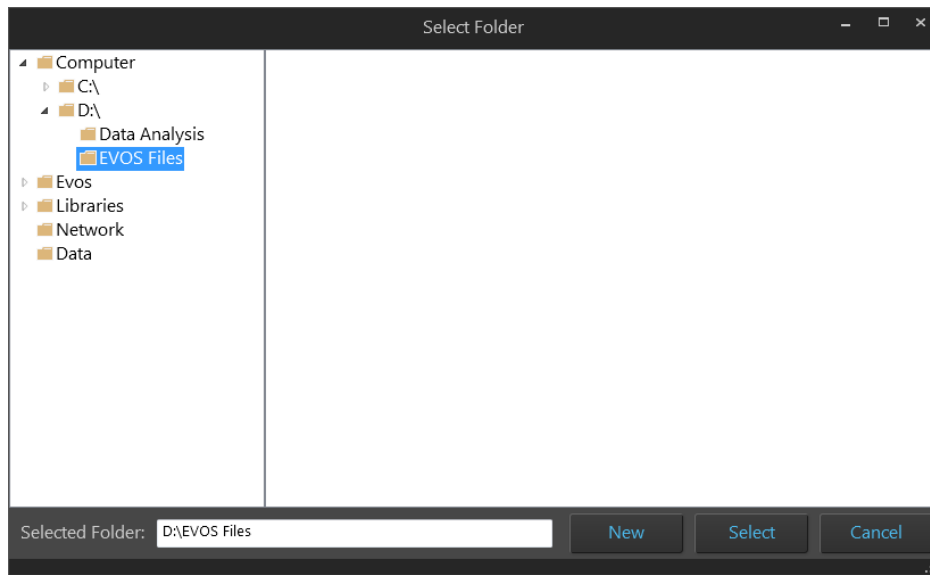 Select Folder
Computer
C:\
D:\
Data Analysis
EVOS Files
Evos
Libraries
Network
Data
Selected Folder: D:\EVOS Files New Select Cancel